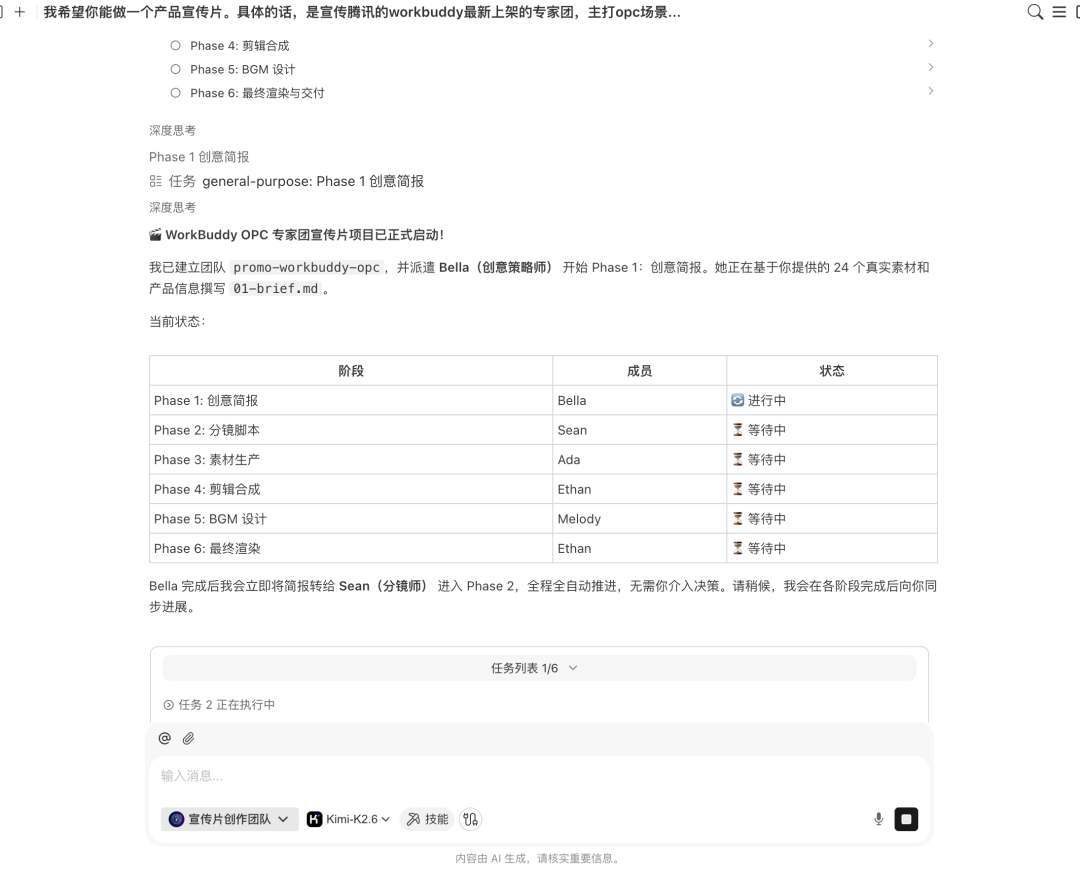 我希望你能做一个产品宣传片。具体的话，是宣传腾讯的workbuddy最新上架的专家团，主打opc场景...
Phase 4: 剪辑合成
Phase 5: BGM 设计
Phase 6: 最终渲染与交付
深度思考
Phase 1 创意简报
任务 general-purpose: Phase 1 创意简报
深度思考
🎬 WorkBuddy OPC 专家团宣传片项目已正式启动！
我已建立团队 promo-workbuddy-opc，并派遣 Bella（创意策略师） 开始 Phase 1：创意简报。她正在基于你提供的 24 个真实素材和
产品信息撰写 01-brief.md。
当前状态：
阶段 成员 状态
Phase 1: 创意简报 Bella 🔄 进行中
Phase 2: 分镜脚本 Sean ⏳ 等待中
Phase 3: 素材生产 Ada ⏳ 等待中
Phase 4: 剪辑合成 Ethan ⏳ 等待中
Phase 5: BGM 设计 Melody ⏳ 等待中
Phase 6: 最终渲染 Ethan ⏳ 等待中
Bella 完成后我会立即将简报转给 Sean（分镜师） 进入 Phase 2，全程全自动推进，无需你介入决策。请稍候，我会在各阶段完成后向你同
步进展。
任务列表 1/6
任务 2 正在执行中
@
输入消息...
宣传片创作团队 Kimi-K2.6 技能
内容由 AI 生成，请核实重要信息。